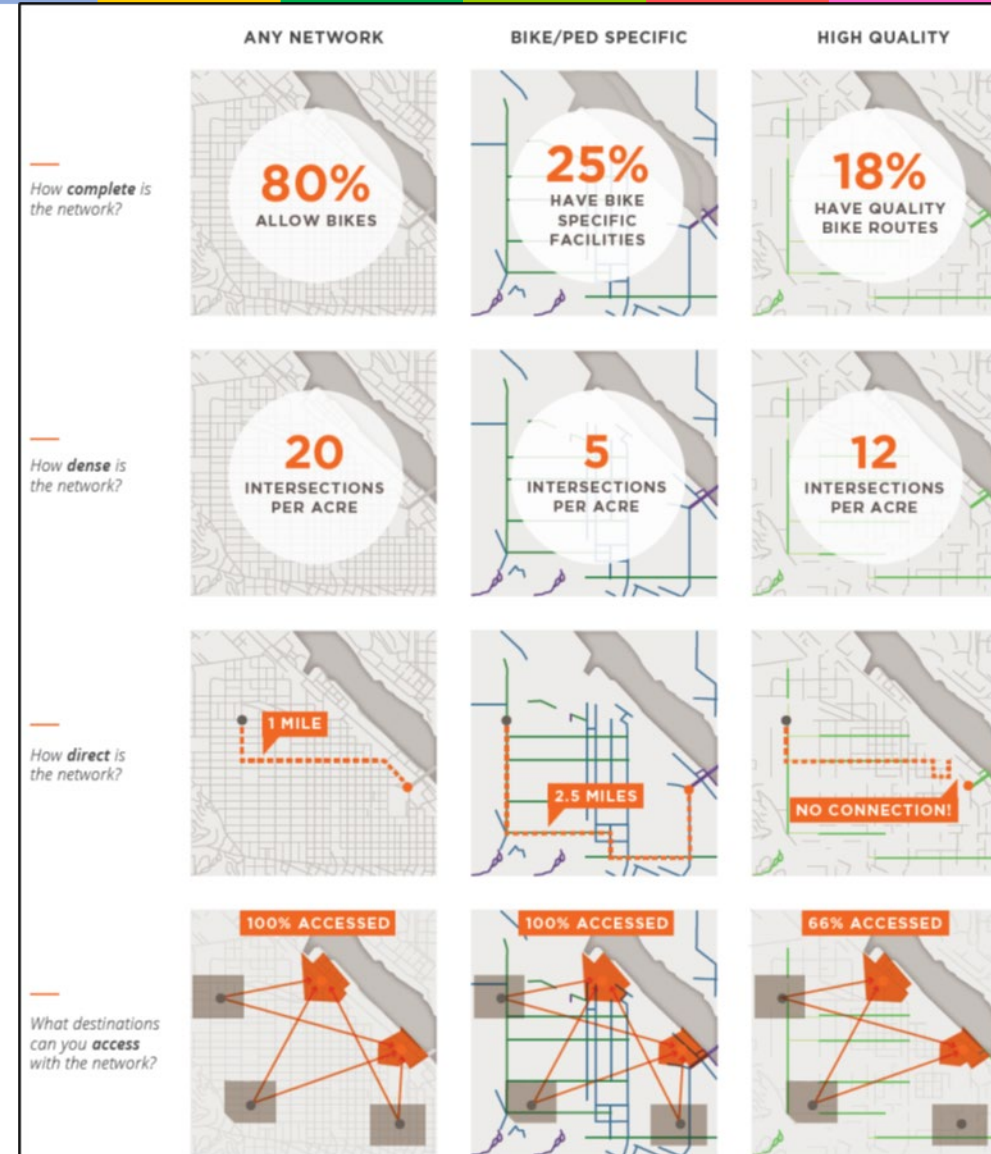 ANY NETWORK
BIKE/PED SPECIFIC
HIGH QUALITY
How complete is
the network?
80%
ALLOW BIKES
25%
HAVE BIKE
SPECIFIC
FACILITIES
18%
HAVE QUALITY
BIKE ROUTES
How dense is
the network?
20
INTERSECTIONS
PER ACRE
5
INTERSECTIONS
PER ACRE
12
INTERSECTIONS
PER ACRE
How direct is
the network?
1 MILE
2.5 MILES
NO CONNECTION!
What destinations
can you access
with the network?
100% ACCESSED
100% ACCESSED
66% ACCESSED